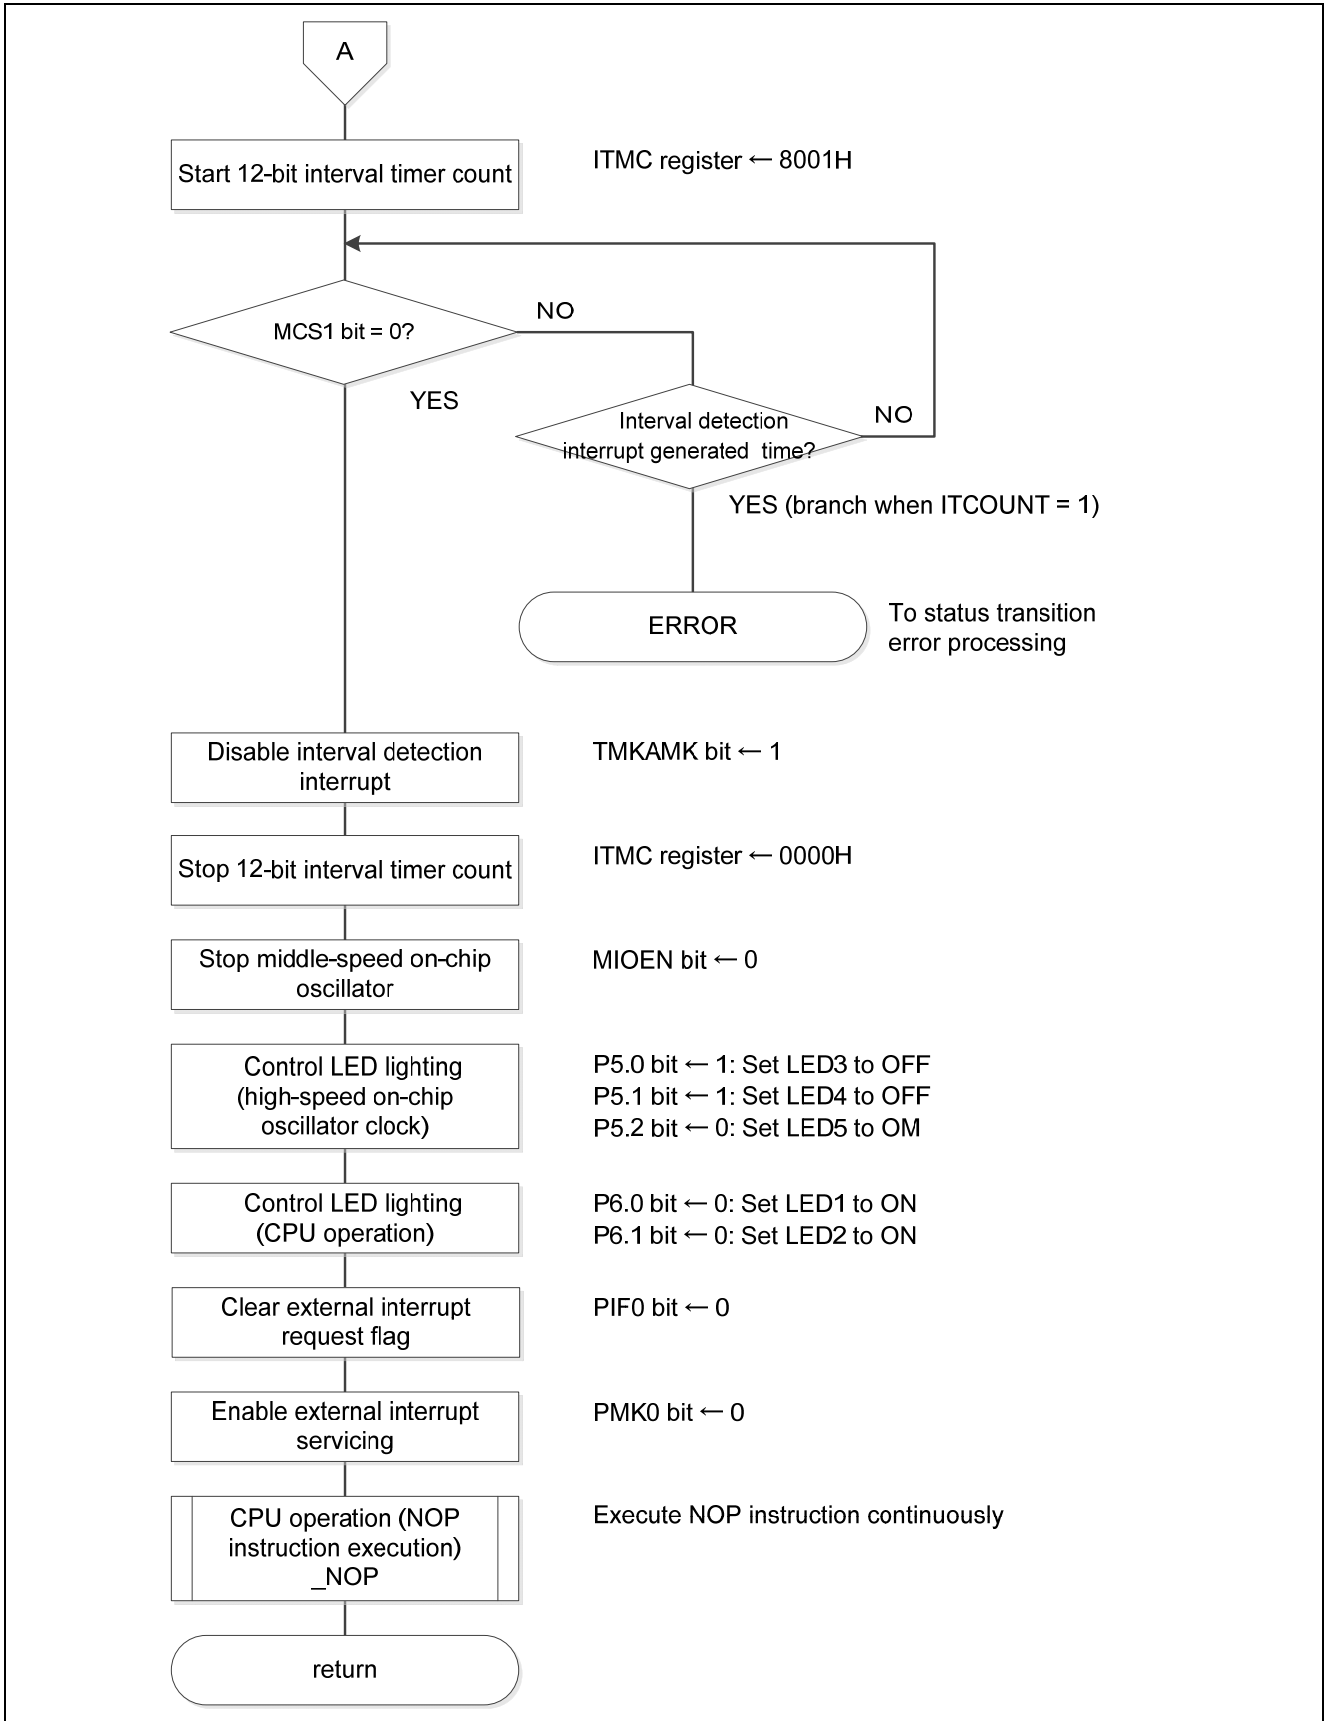 A
Start 12-bit interval timer count
ITMC register ← 8001H
MCS1 bit = 0?
NO
YES
Interval detection
interrupt generated time?
NO
YES (branch when ITCOUNT = 1)
ERROR
To status transition
error processing
Disable interval detection
interrupt
TMKAMK bit ← 1
Stop 12-bit interval timer count
ITMC register ← 0000H
Stop middle-speed on-chip
oscillator
MIOEN bit ← 0
Control LED lighting
(high-speed on-chip
oscillator clock)
P5.0 bit ← 1: Set LED3 to OFF
P5.1 bit ← 1: Set LED4 to OFF
P5.2 bit ← 0: Set LED5 to OM
Control LED lighting
(CPU operation)
P6.0 bit ← 0: Set LED1 to ON
P6.1 bit ← 0: Set LED2 to ON
Clear external interrupt
request flag
PIF0 bit ← 0
Enable external interrupt
servicing
PMK0 bit ← 0
CPU operation (NOP
instruction execution)
_NOP
Execute NOP instruction continuously
return